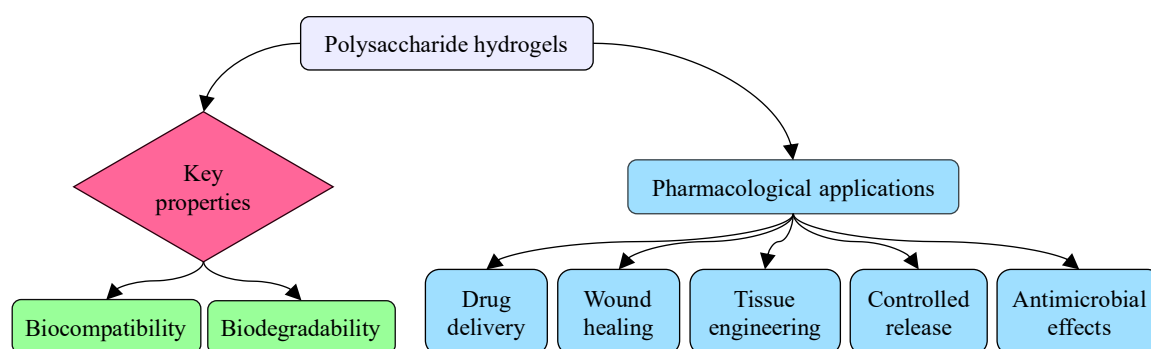 Polysaccharide hydrogels
Key
properties
Pharmacological applications
Biocompatibility
Biodegradability
Drug
delivery
Wound
healing
Tissue
engineering
Controlled
release
Antimicrobial
effects